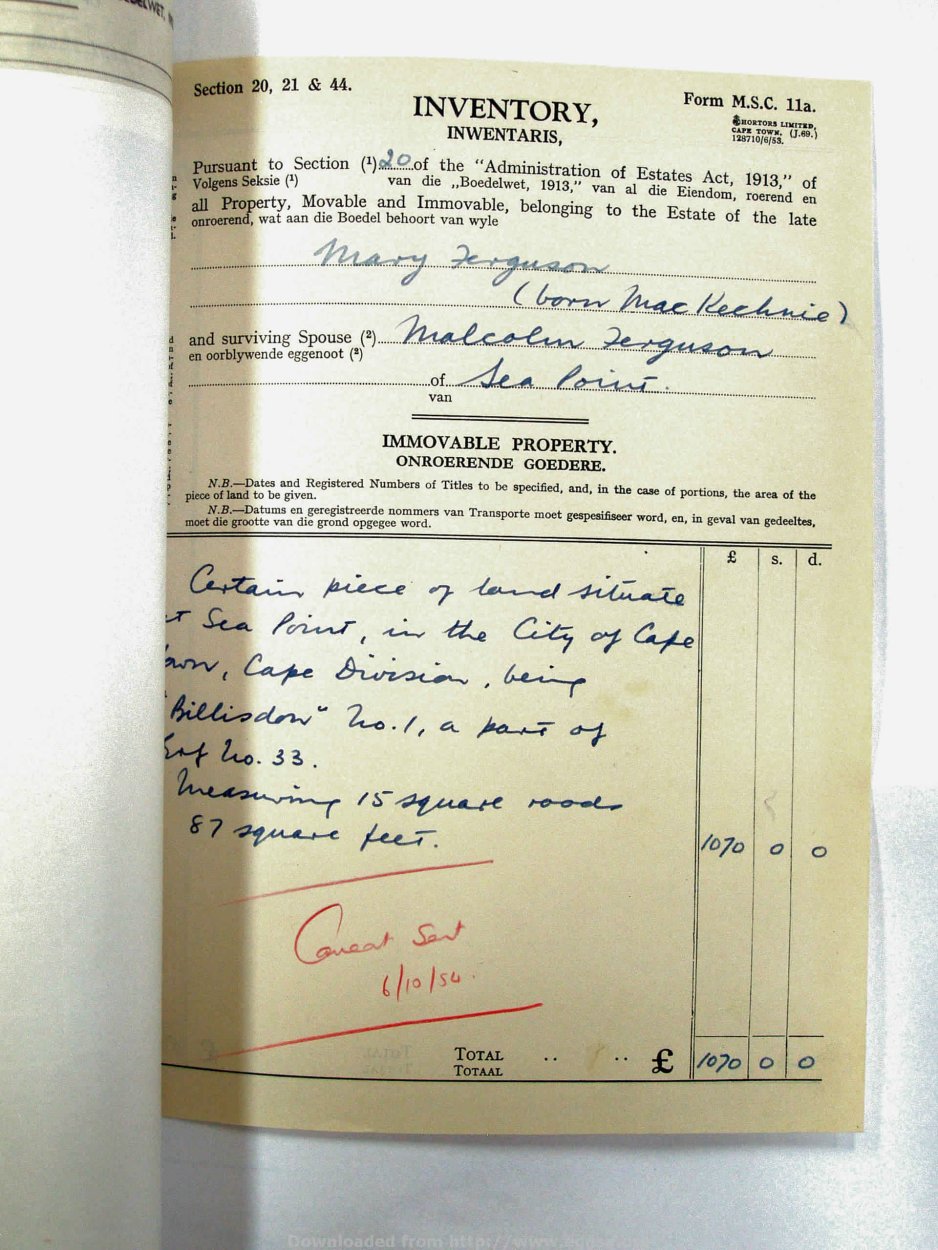 Section 20, 21 & 44.
Form M.S.C. 11a.
INVENTORY,
INWENTARIS,
HORTORS LIMITED,
CAPE TOWN. (J.69.)
128710/6/53.
Pursuant to Section (¹) 20 of the "Administration of Estates Act, 1913," of
Volgens Seksie (¹) van die „Boedelwet, 1913," van al die Eiendom, roerend en
all Property, Movable and Immovable, belonging to the Estate of the late
onroerend, wat aan die Boedel behoort van wyle
Mary Ferguson
(born MacKechnie)
and surviving Spouse (²) Malcolm Ferguson
en oorblywende eggenoot (²)
of Sea Point.
van
IMMOVABLE PROPERTY.
ONROERENDE GOEDERE.
N.B.—Dates and Registered Numbers of Titles to be specified, and, in the case of portions, the area of the
piece of land to be given.
N.B.—Datums en geregistreerde nommers van Transporte moet gespesifiseer word, en, in geval van gedeeltes,
moet die grootte van die grond opgegee word.
£ s. d.
Certain piece of land situate
at Sea Point, in the City of Cape
Town, Cape Division, being
"Billisdon" No. 1, a part of
Erf No. 33.
Measuring 15 square roods
87 square feet. 1070 0 0
Caveat Sent
6/10/54.
TOTAL .. .. £ 1070 0 0
TOTAAL
Downloaded from http://www.